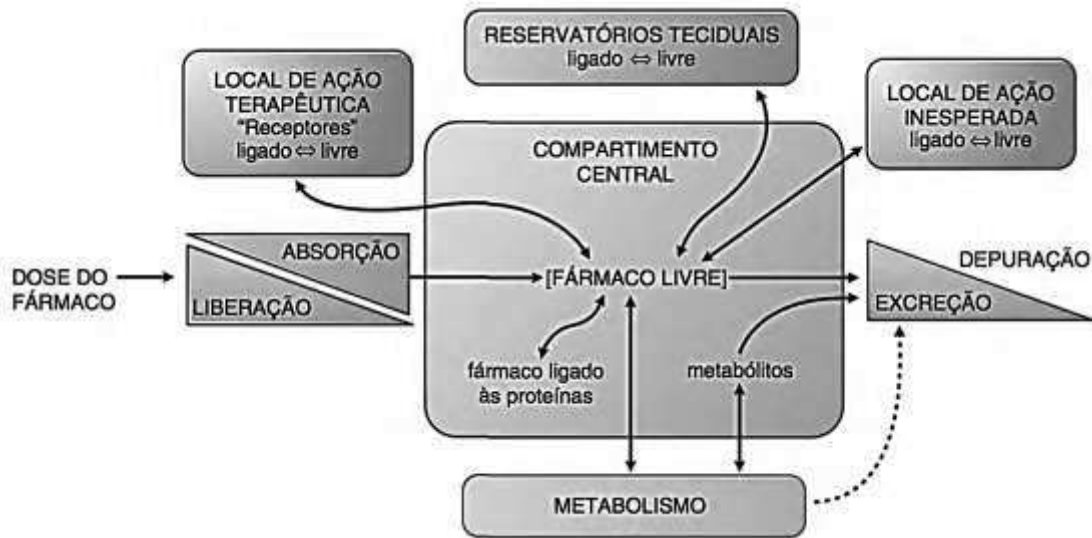 RESERVATÓRIOS TECIDUAIS
ligado ⇔ livre
LOCAL DE AÇÃO
TERAPÊUTICA
"Receptores"
ligado ⇔ livre
LOCAL DE AÇÃO
INESPERADA
ligado ⇔ livre
COMPARTIMENTO
CENTRAL
DOSE DO
FÁRMACO
ABSORÇÃO
LIBERAÇÃO
[FÁRMACO LIVRE]
DEPURAÇÃO
EXCREÇÃO
fármaco ligado
às proteínas
metabólitos
METABOLISMO